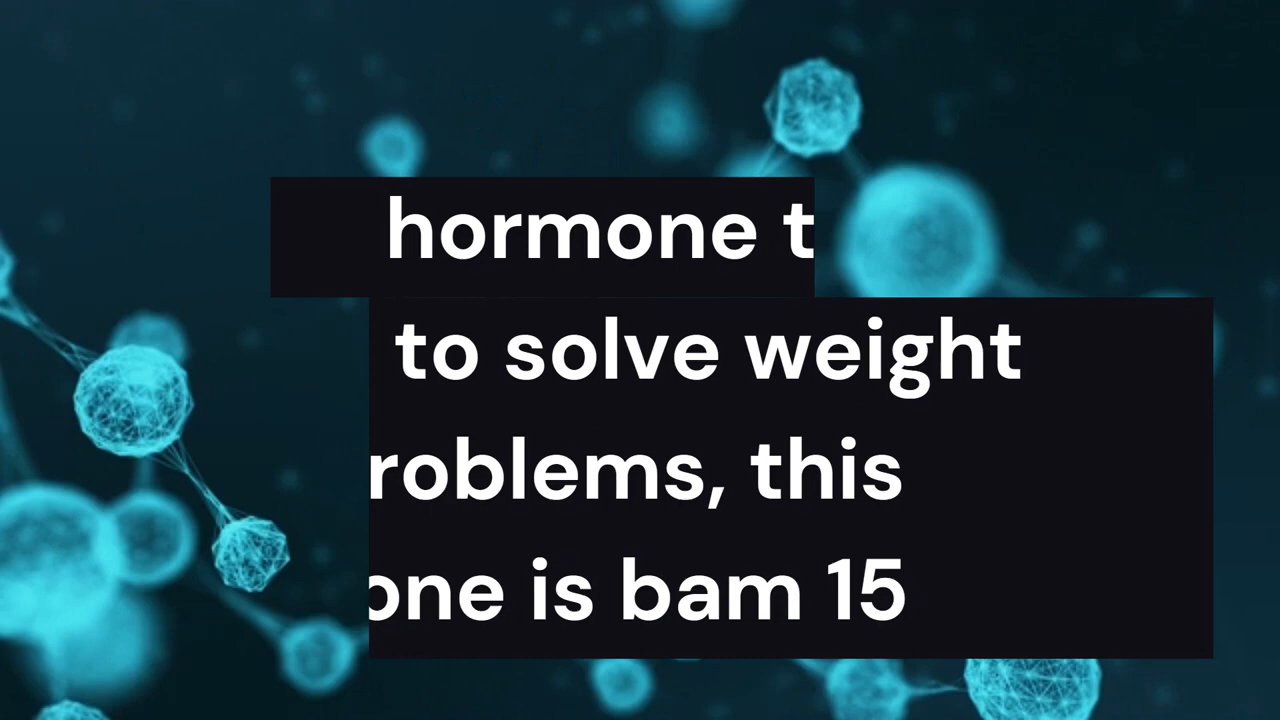 hormone t
to solve weight
roblems, this
one is bam 15